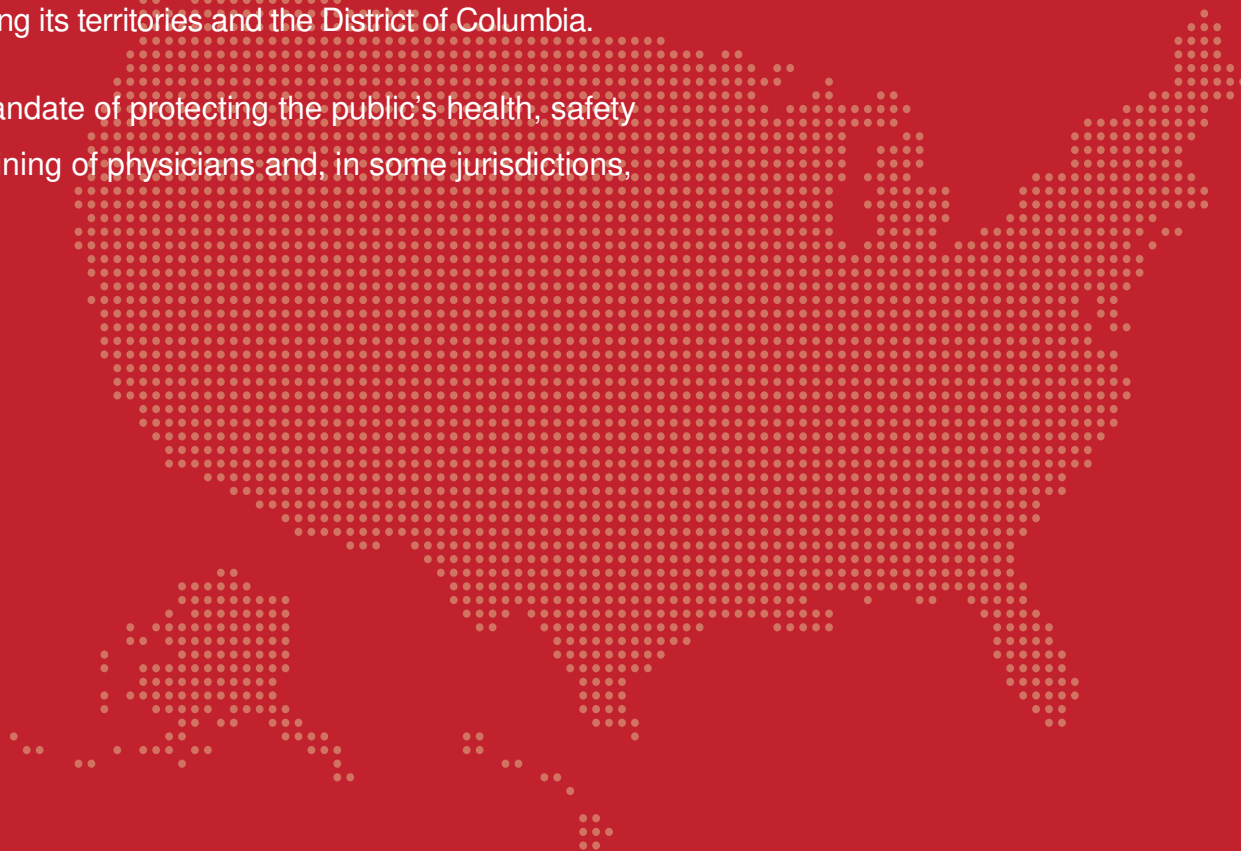 ng its territories and the District of Columbia.
andate of protecting the public’s health, safety
ining of physicians and, in some jurisdictions,